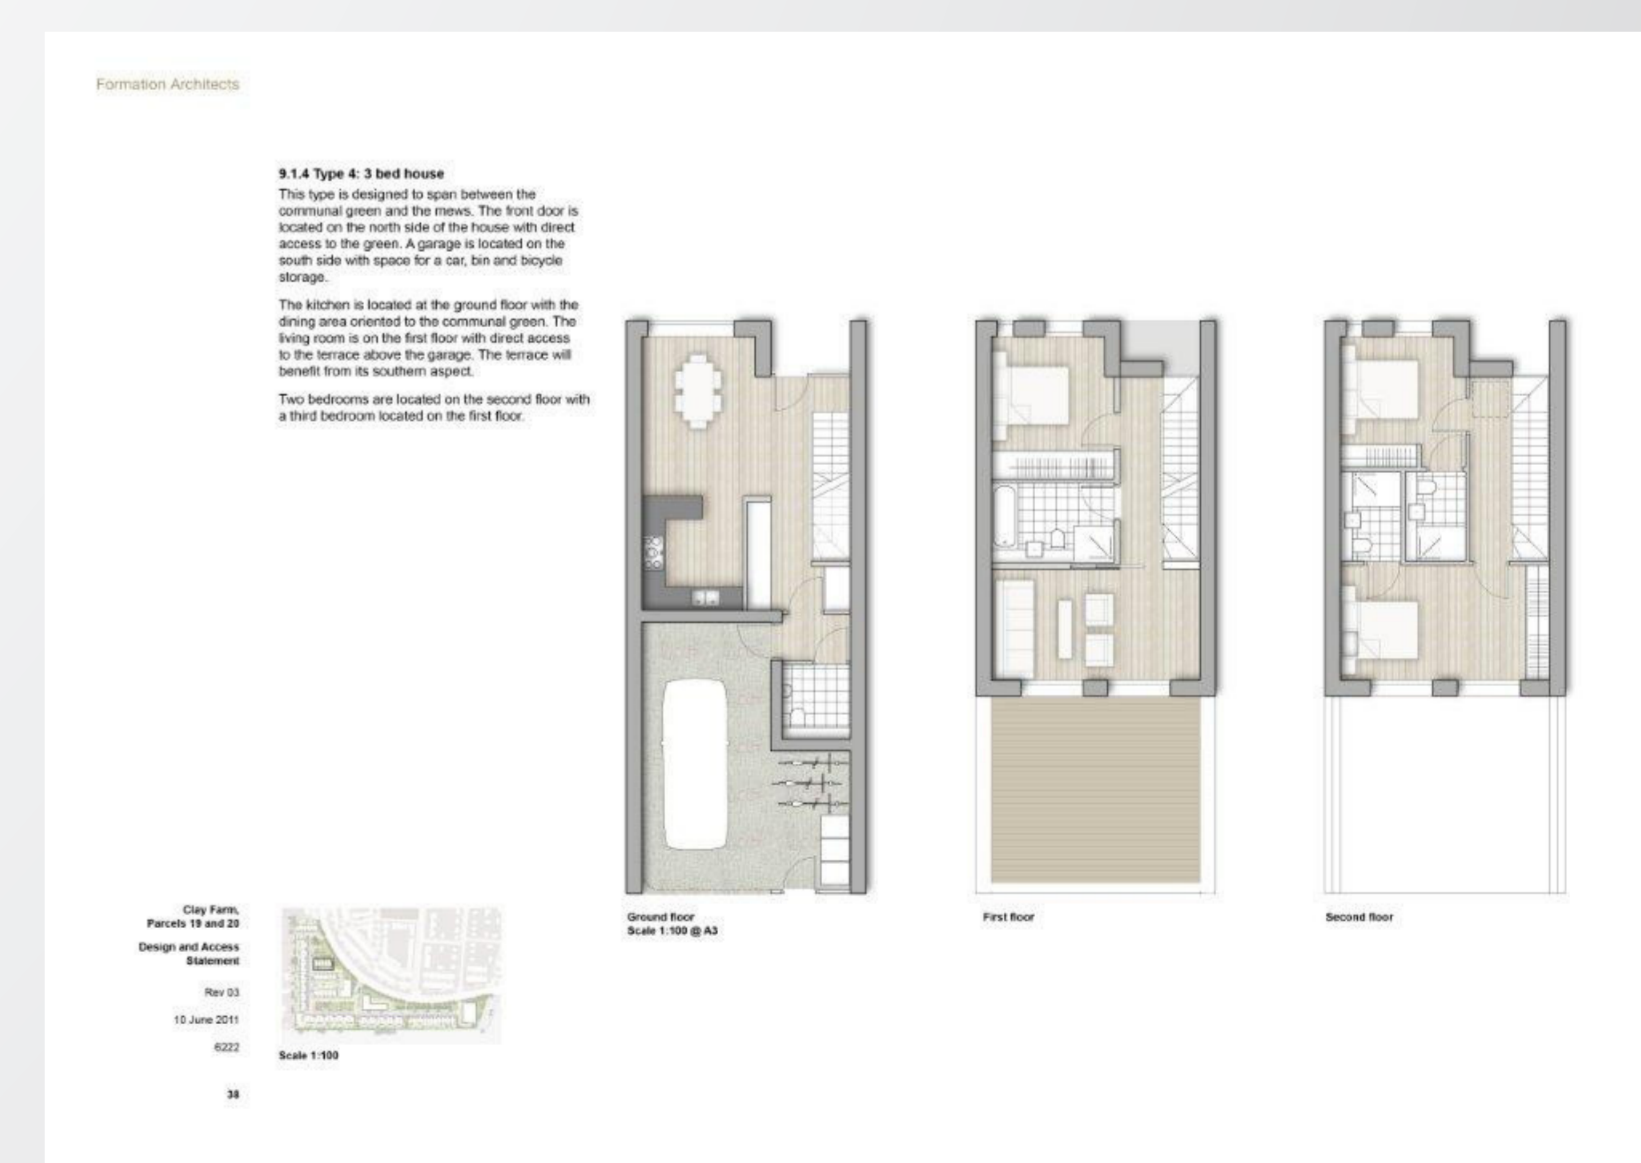 Formation Architects
9.1.4 Type 4: 3 bed house
This type is designed to span between the
communal green and the mews. The front door is
located on the north side of the house with direct
access to the green. A garage is located on the
south side with space for a car, bin and bicycle
storage.
The kitchen is located at the ground floor with the
dining area oriented to the communal green. The
living room is on the first floor with direct access
to the terrace above the garage. The terrace will
benefit from its southern aspect.
Two bedrooms are located on the second floor with
a third bedroom located on the first floor.
Ground floor
Scale 1:100 @ A3
First floor
Second floor
Clay Farm,
Parcels 19 and 20
Design and Access
Statement
Rev 03
10 June 2011
6222
38
Scale 1:100